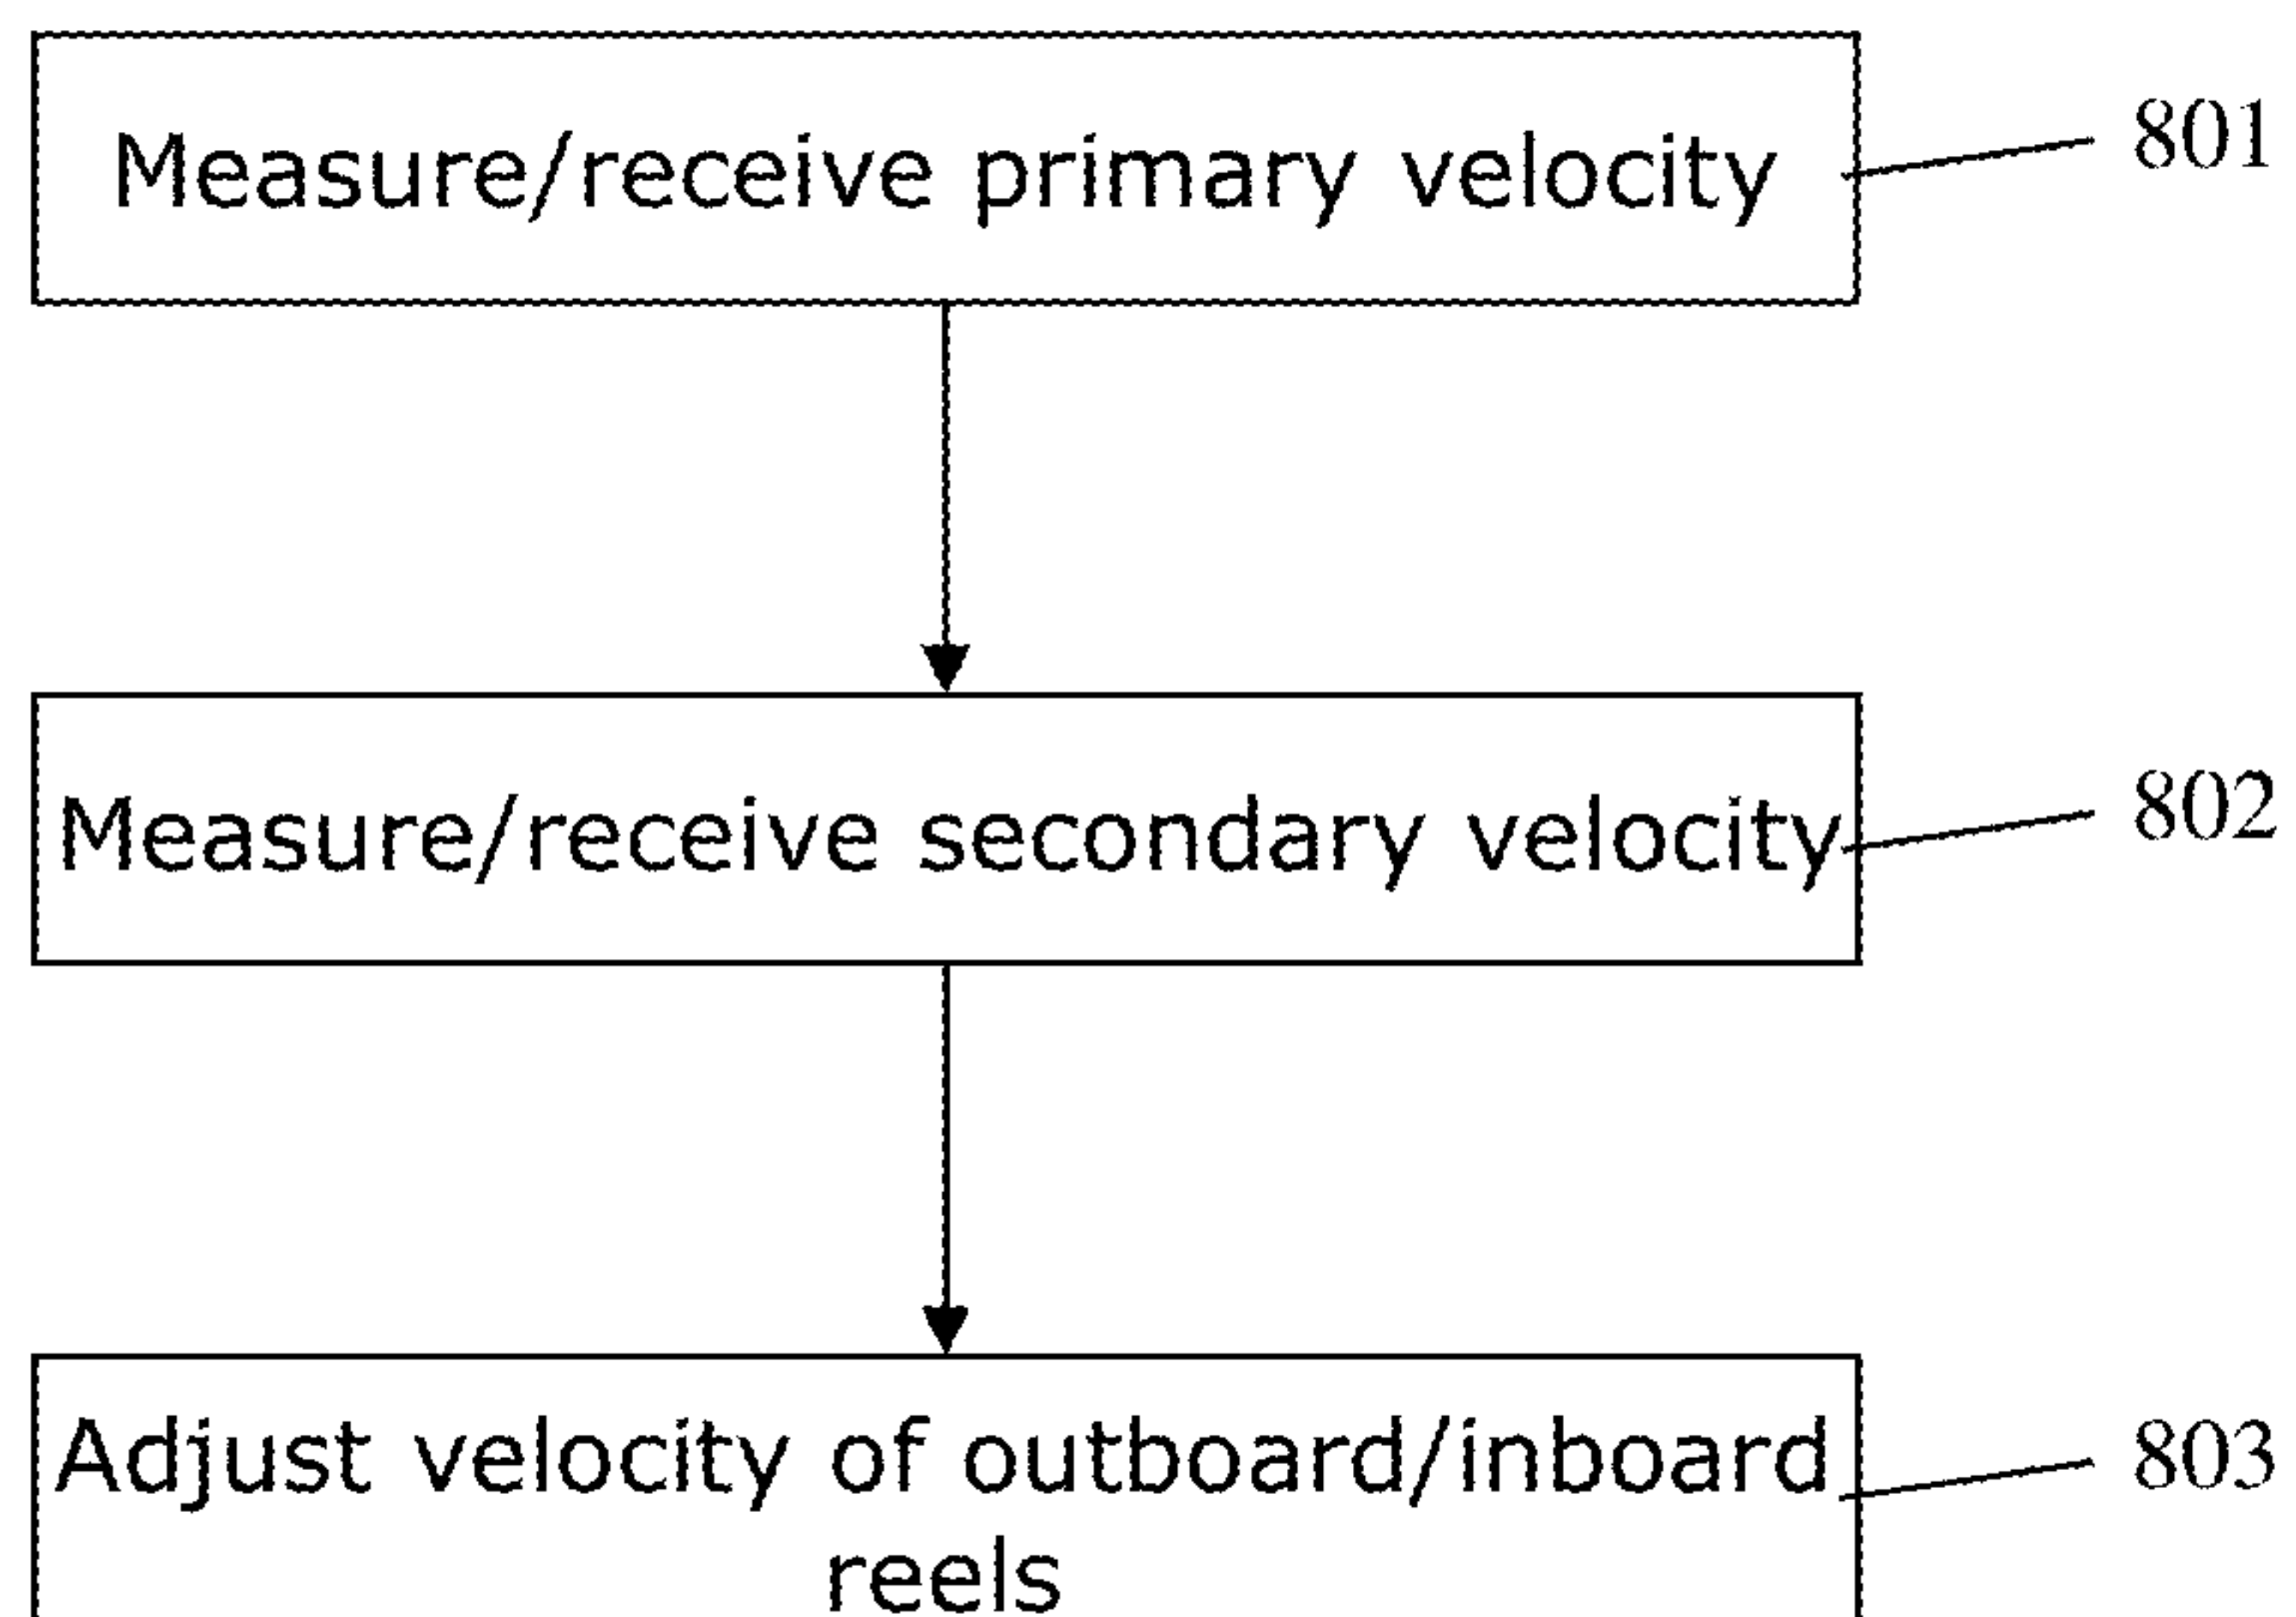 Measure/receive primary velocity
801
Measure/receive secondary velocity
802
Adjust velocity of outboard/inboard
reels
803